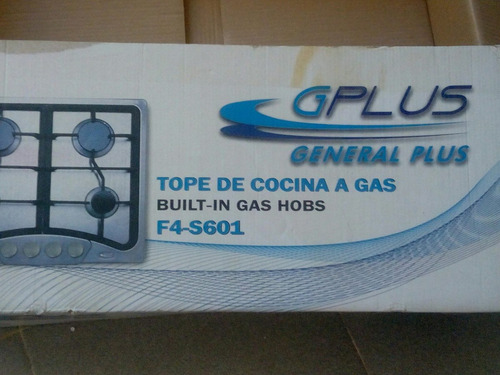 GPLUS
GENERAL PLUS
TOPE DE COCINA A GAS
BUILT-IN GAS HOBS
F4-S601